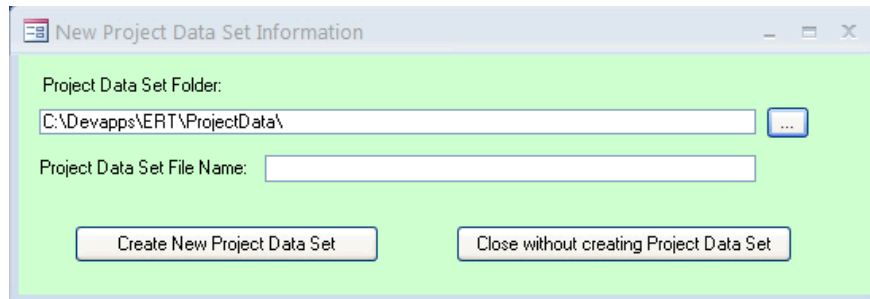 New Project Data Set Information
Project Data Set Folder:
C:\Devapps\ERT\ProjectData\
...
Project Data Set File Name:
Create New Project Data Set
Close without creating Project Data Set